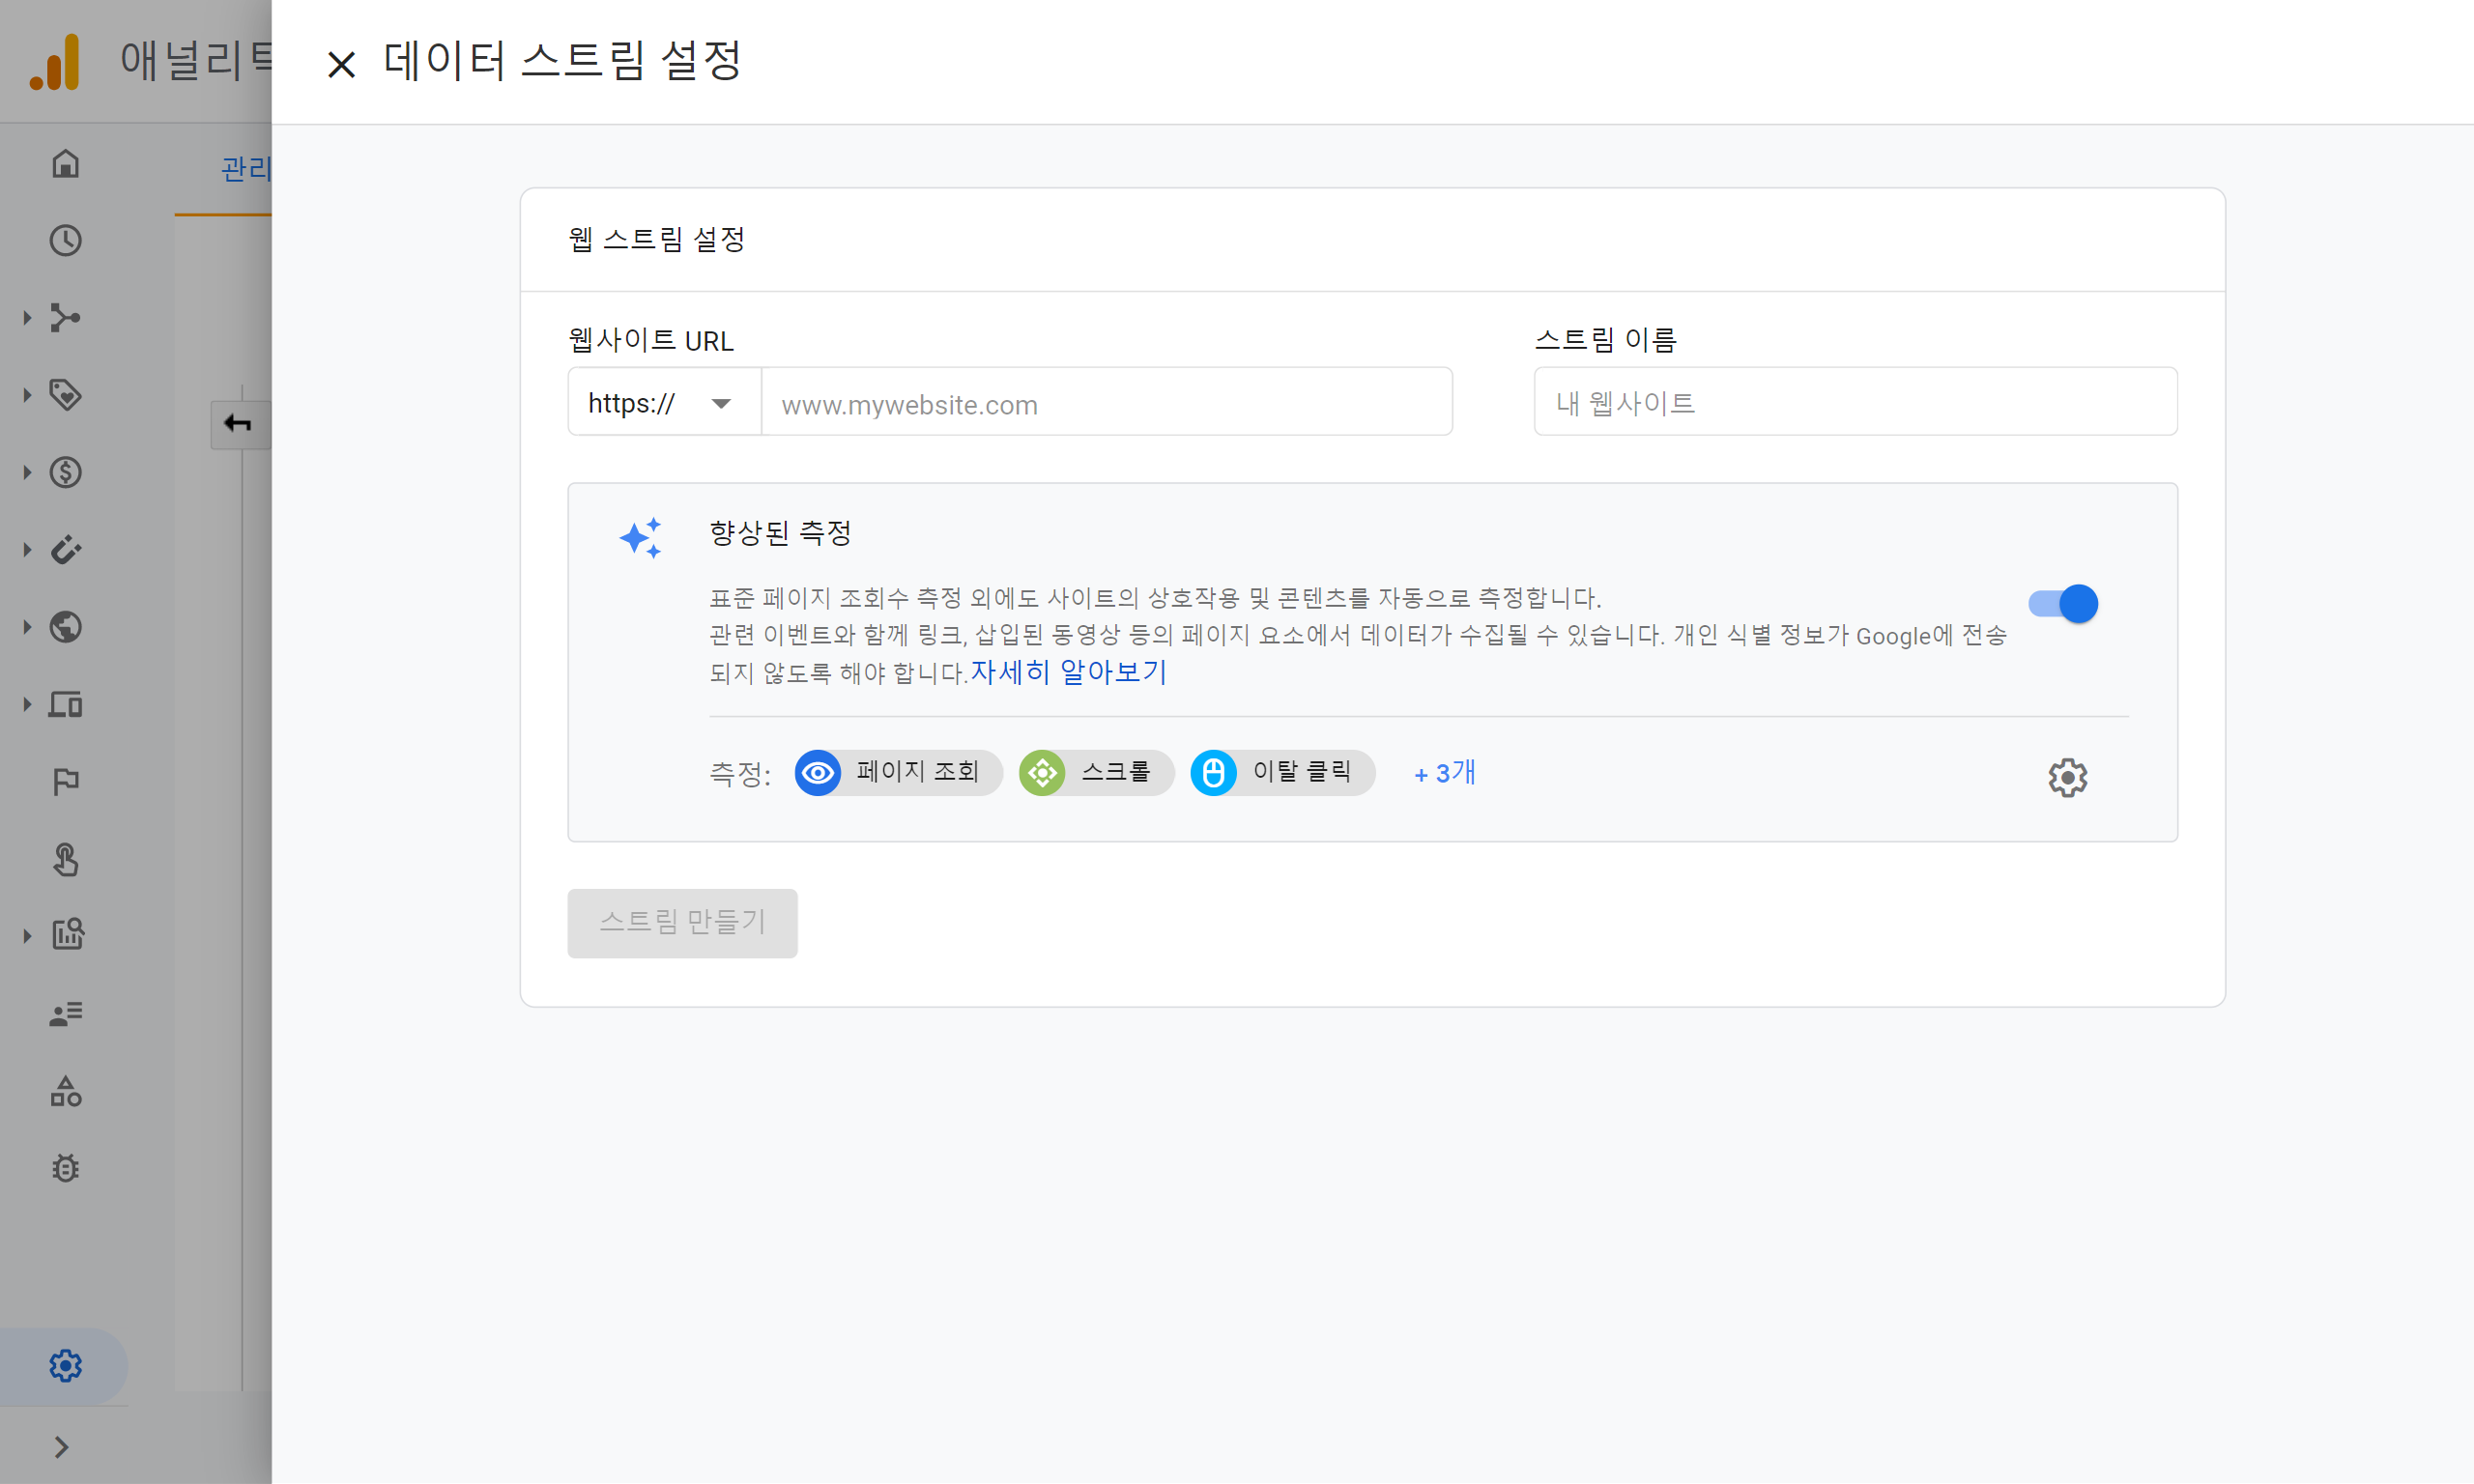 데이터 스트림 설정
관리
웹 스트림 설정
웹사이트 URL
스트림 이름
https://
www.mywebsite.com
내 웹사이트
향상된 측정
표준 페이지 조회수 측정 외에도 사이트의 상호작용 및 콘텐츠를 자동으로 측정합니다.
관련 이벤트와 함께 링크, 삽입된 동영상 등의 페이지 요소에서 데이터가 수집될 수 있습니다. 개인 식별 정보가 Google에 전송
되지 않도록 해야 합니다.자세히 알아보기
측정: 페이지 조회 스크롤 이탈 클릭 + 3개
스트림 만들기